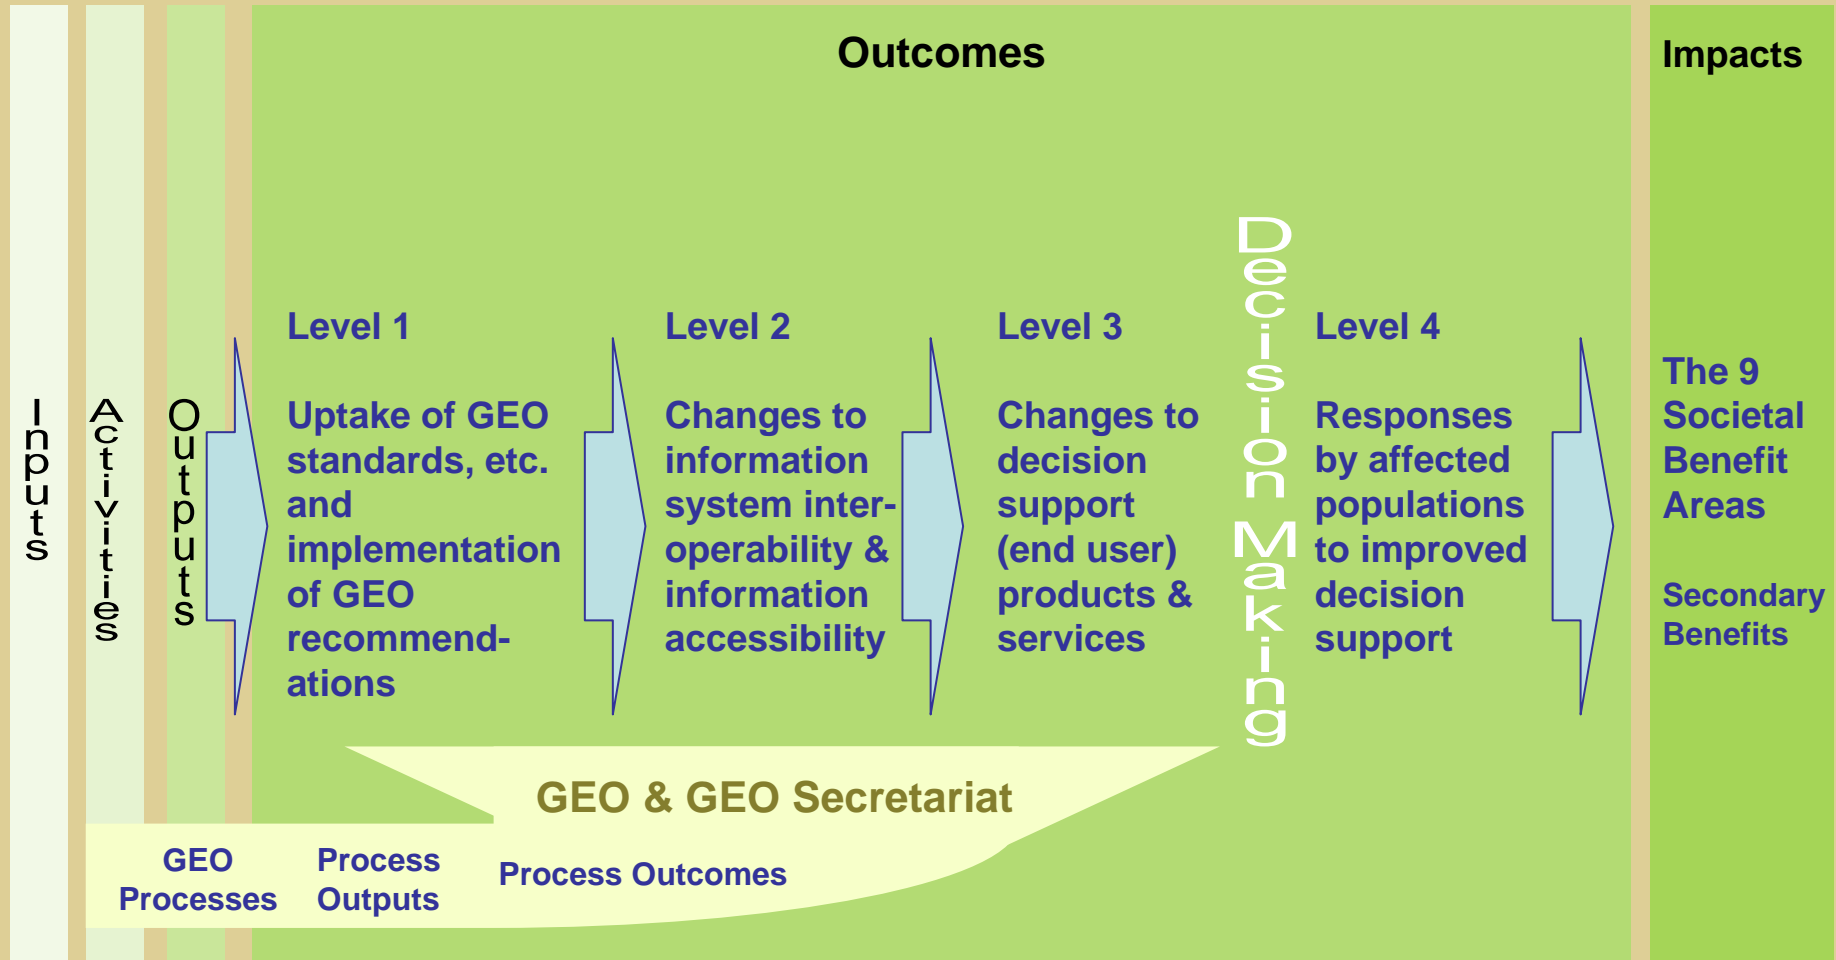 Outcomes
Impacts
Inputs
Activities
Outputs
Level 1
Uptake of GEO
standards, etc.
and
implementation
of GEO
recommend-
ations
Level 2
Changes to
information
system inter-
operability &
information
accessibility
Level 3
Changes to
decision
support
(end user)
products &
services
Decision Making
Level 4
Responses
by affected
populations
to improved
decision
support
The 9
Societal
Benefit
Areas
Secondary
Benefits
GEO & GEO Secretariat
GEO
Processes
Process
Outputs
Process Outcomes